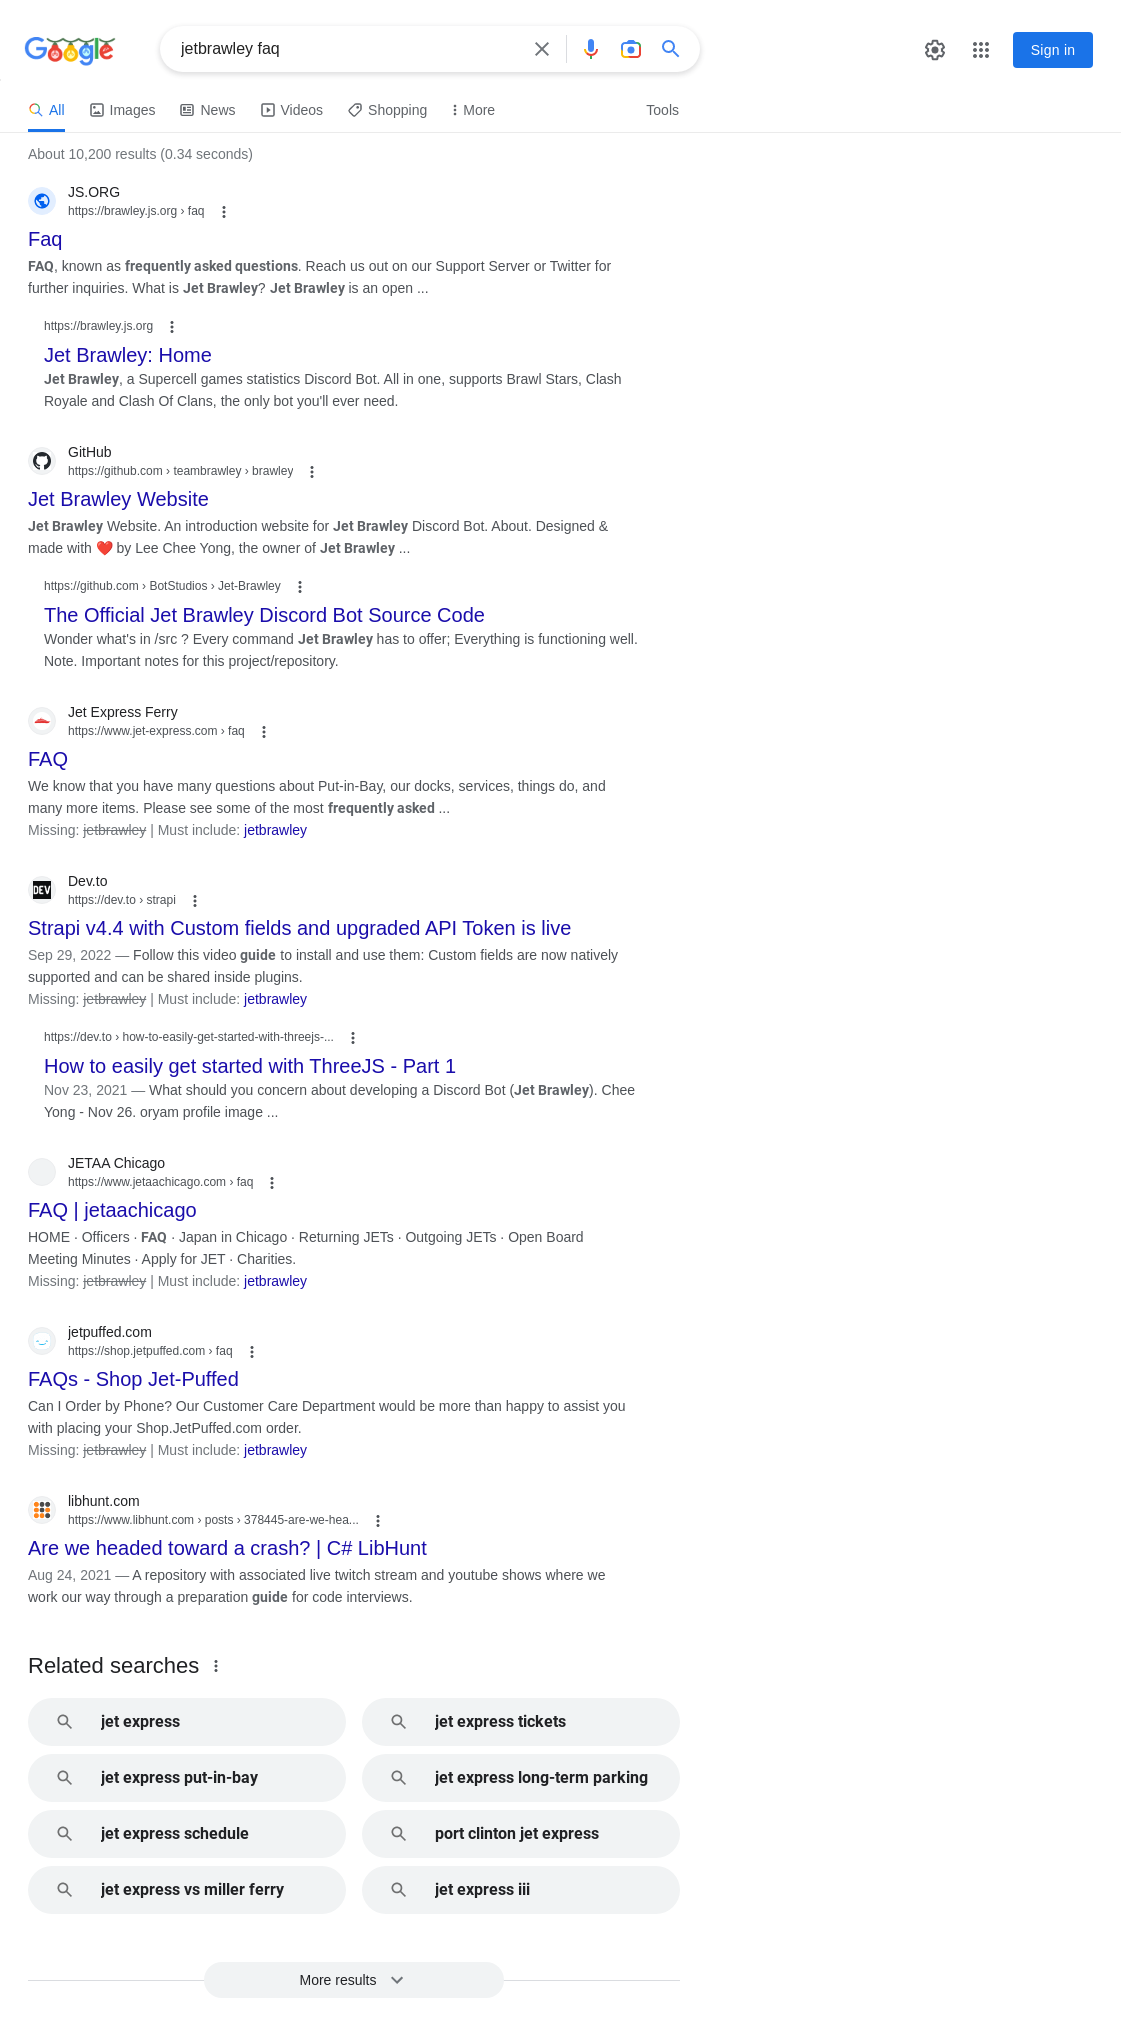 Google
jetbrawley faq
Sign in
All
Images
News
Videos
Shopping
More
Tools
About 10,200 results (0.34 seconds)
JS.ORG
https://brawley.js.org › faq
Faq
FAQ, known as frequently asked questions. Reach us out on our Support Server or Twitter for
further inquiries. What is Jet Brawley? Jet Brawley is an open ...
https://brawley.js.org
Jet Brawley: Home
Jet Brawley, a Supercell games statistics Discord Bot. All in one, supports Brawl Stars, Clash
Royale and Clash Of Clans, the only bot you'll ever need.
GitHub
https://github.com › teambrawley › brawley
Jet Brawley Website
Jet Brawley Website. An introduction website for Jet Brawley Discord Bot. About. Designed &
made with ❤️ by Lee Chee Yong, the owner of Jet Brawley ...
https://github.com › BotStudios › Jet-Brawley
The Official Jet Brawley Discord Bot Source Code
Wonder what's in /src ? Every command Jet Brawley has to offer; Everything is functioning well.
Note. Important notes for this project/repository.
Jet Express Ferry
https://www.jet-express.com › faq
FAQ
We know that you have many questions about Put-in-Bay, our docks, services, things do, and
many more items. Please see some of the most frequently asked ...
Missing: jetbrawley | Must include: jetbrawley
DEV
Dev.to
https://dev.to › strapi
Strapi v4.4 with Custom fields and upgraded API Token is live
Sep 29, 2022 — Follow this video guide to install and use them: Custom fields are now natively
supported and can be shared inside plugins.
Missing: jetbrawley | Must include: jetbrawley
https://dev.to › how-to-easily-get-started-with-threejs-...
How to easily get started with ThreeJS - Part 1
Nov 23, 2021 — What should you concern about developing a Discord Bot (Jet Brawley). Chee
Yong - Nov 26. oryam profile image ...
JETAA Chicago
https://www.jetaachicago.com › faq
FAQ | jetaachicago
HOME · Officers · FAQ · Japan in Chicago · Returning JETs · Outgoing JETs · Open Board
Meeting Minutes · Apply for JET · Charities.
Missing: jetbrawley | Must include: jetbrawley
jetpuffed.com
https://shop.jetpuffed.com › faq
FAQs - Shop Jet-Puffed
Can I Order by Phone? Our Customer Care Department would be more than happy to assist you
with placing your Shop.JetPuffed.com order.
Missing: jetbrawley | Must include: jetbrawley
libhunt.com
https://www.libhunt.com › posts › 378445-are-we-hea...
Are we headed toward a crash? | C# LibHunt
Aug 24, 2021 — A repository with associated live twitch stream and youtube shows where we
work our way through a preparation guide for code interviews.
Related searches
jet express
jet express tickets
jet express put-in-bay
jet express long-term parking
jet express schedule
port clinton jet express
jet express vs miller ferry
jet express iii
More results